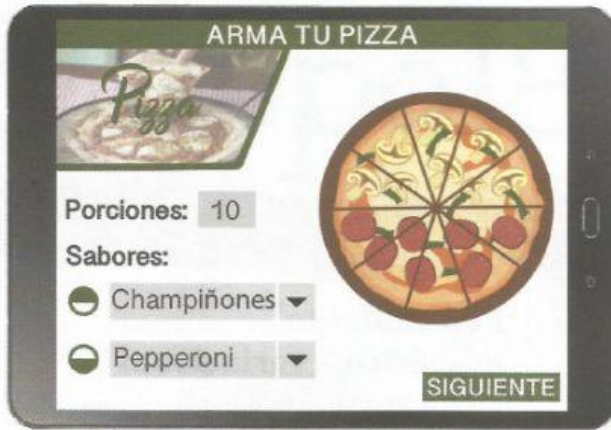 ARMA TU PIZZA
Pizza
Porciones: 10
Sabores:
Champiñones
Pepperoni
SIGUIENTE